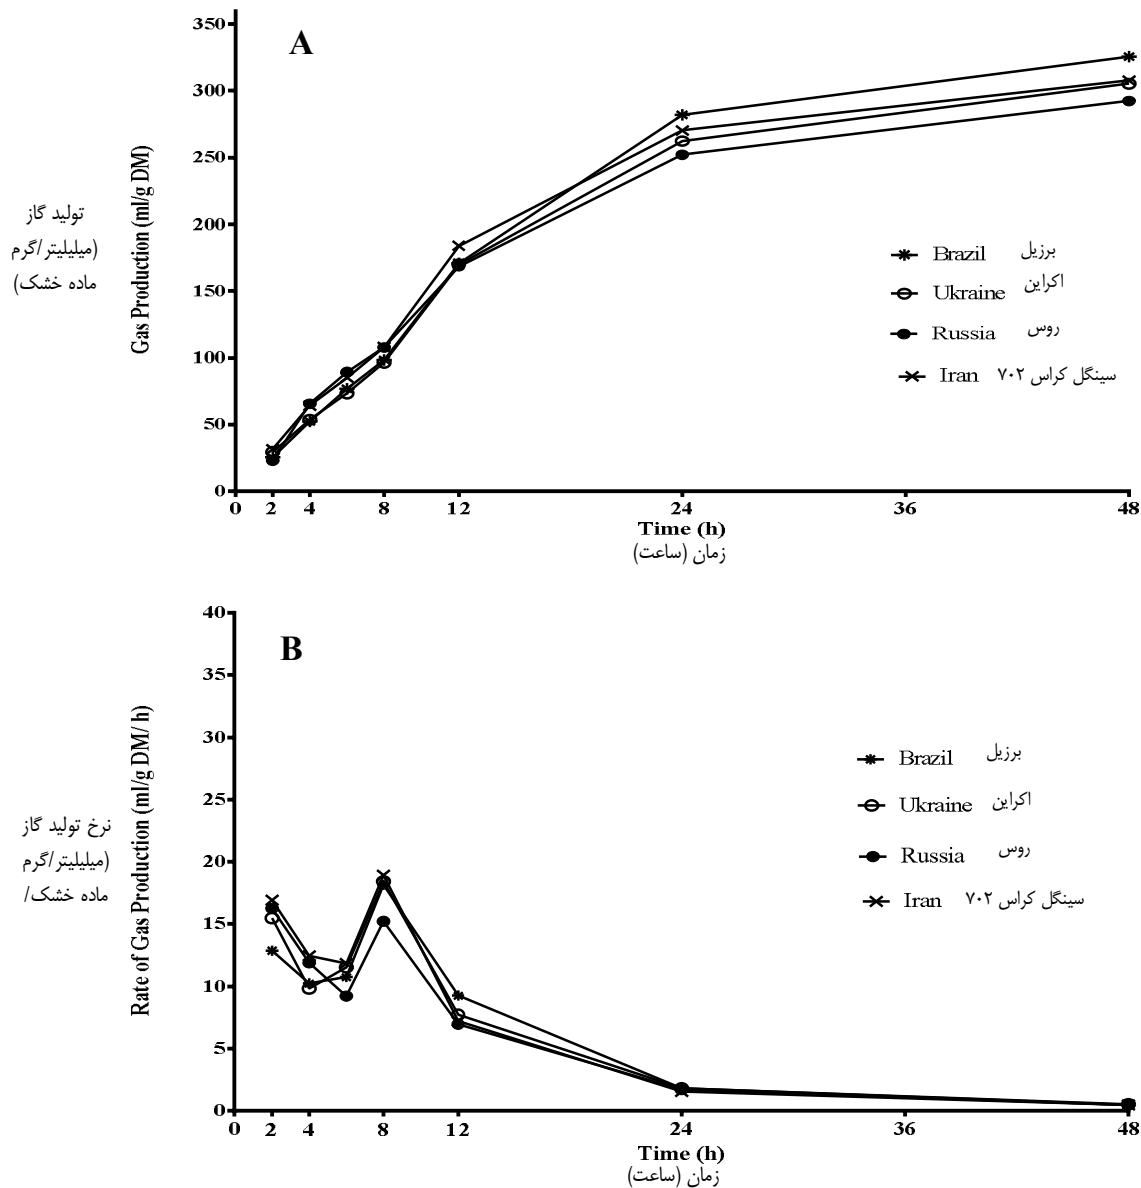 A
350
300
250
200
150
100
50
0
Gas Production (ml/g DM)
تولید گاز
(میلیلیتر/گرم
ماده خشک)
Brazil برزیل
Ukraine اکراین
Russia روس
Iran سینگل کراس ۷۰۲
0 2 4 8 12 24 36 48
Time (h)
زمان (ساعت)
B
40
35
30
25
20
15
10
5
0
Rate of Gas Production (ml/g DM/ h)
نرخ تولید گاز
(میلیلیتر/گرم
ماده خشک/
Brazil برزیل
Ukraine اکراین
Russia روس
Iran سینگل کراس ۷۰۲
0 2 4 8 12 24 36 48
Time (h)
زمان (ساعت)